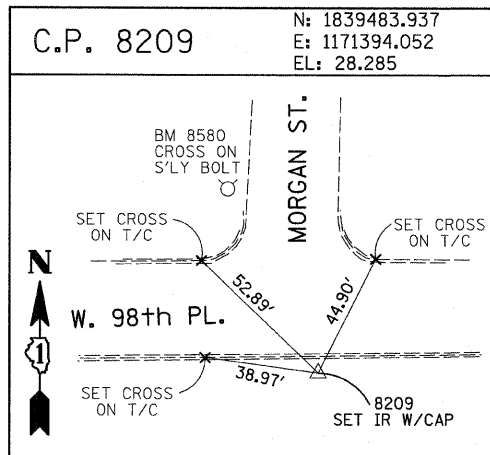 C.P. 8209
N: 1839483.937
E: 1171394.052
EL: 28.285
BM 8580
CROSS ON
S'LY BOLT
MORGAN ST.
SET CROSS
ON T/C
SET CROSS
ON T/C
N
1
W. 98th PL.
52.89'
44.90'
38.97'
SET CROSS
ON T/C
8209
SET IR W/CAP